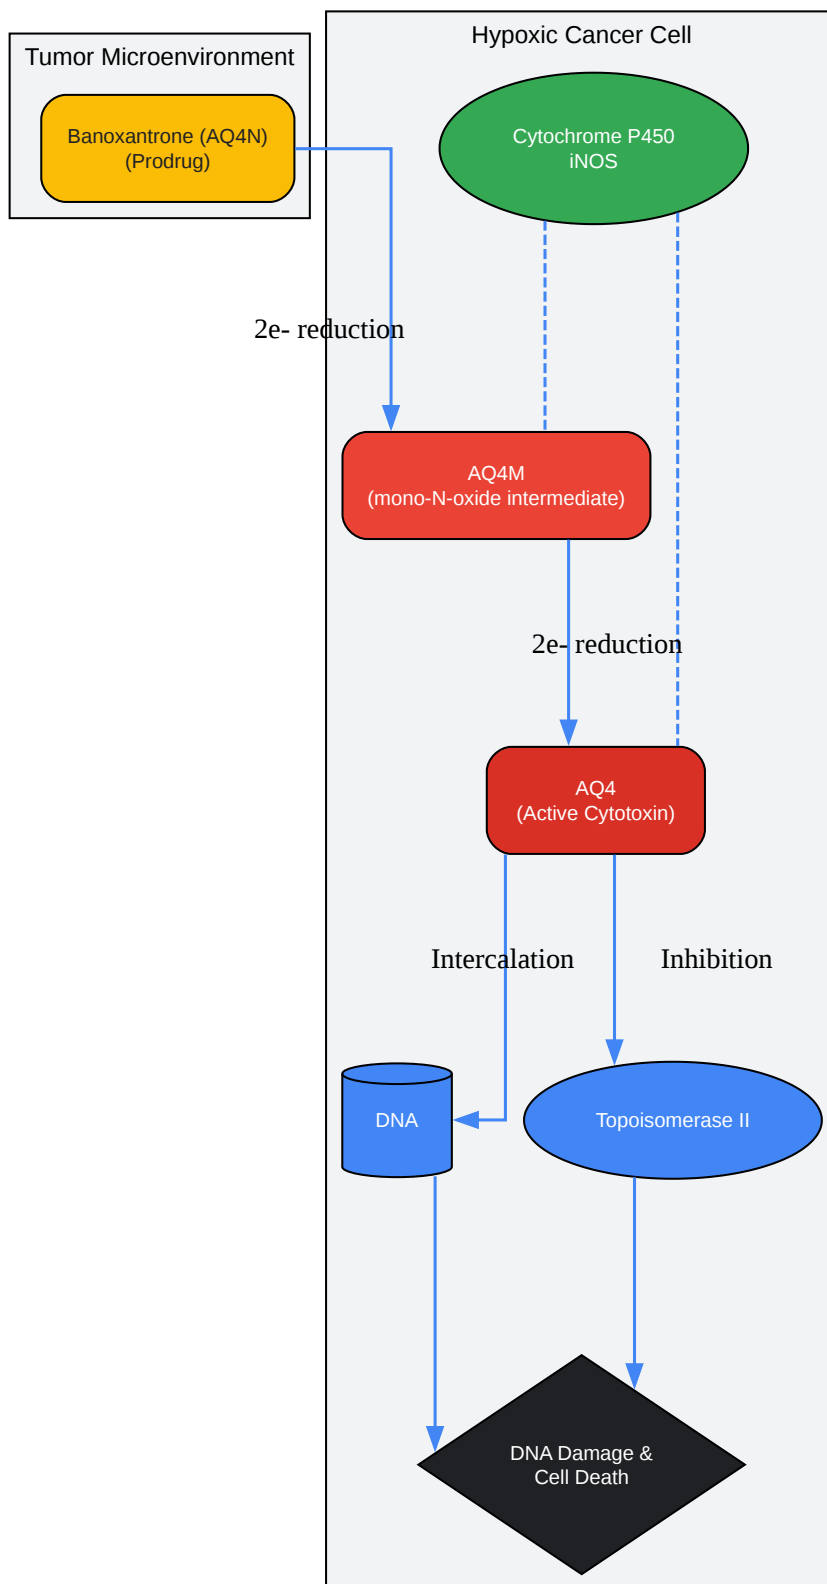 Hypoxic Cancer Cell
Tumor Microenvironment
Banoxantrone (AQ4N)
(Prodrug)
Cytochrome P450
iNOS
2e- reduction
AQ4M
(mono-N-oxide intermediate)
2e- reduction
AQ4
(Active Cytotoxin)
Intercalation
Inhibition
DNA
Topoisomerase II
DNA Damage &
Cell Death